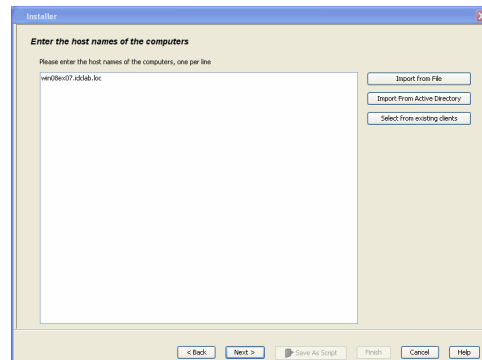 Installer
Enter the host names of the computers
Please enter the host names of the computers, one per line
win08ex07.idclab.loc
Import from File
Import From Active Directory
Select from existing clients
< Back
Next >
Save As Script
Finish
Cancel
Help